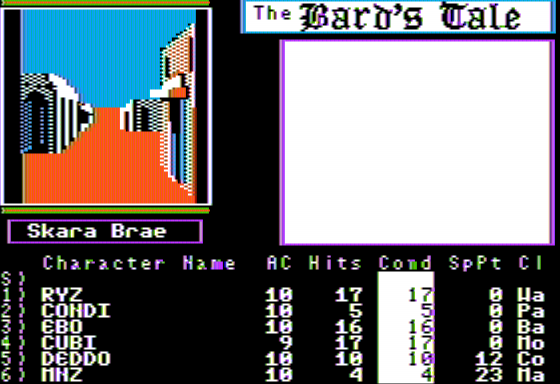 The Bard's Tale
Skara Brae
Character Name AC Hits Cond SpPt Cl
S)
1) RYZ 10 17 17 0 Wa
2) CONDI 10 5 5 0 Pa
3) EBO 10 16 16 0 Ba
4) CUBI 9 17 17 0 Mo
5) DEDDO 10 10 10 12 Co
6) MNZ 10 4 4 23 Ma